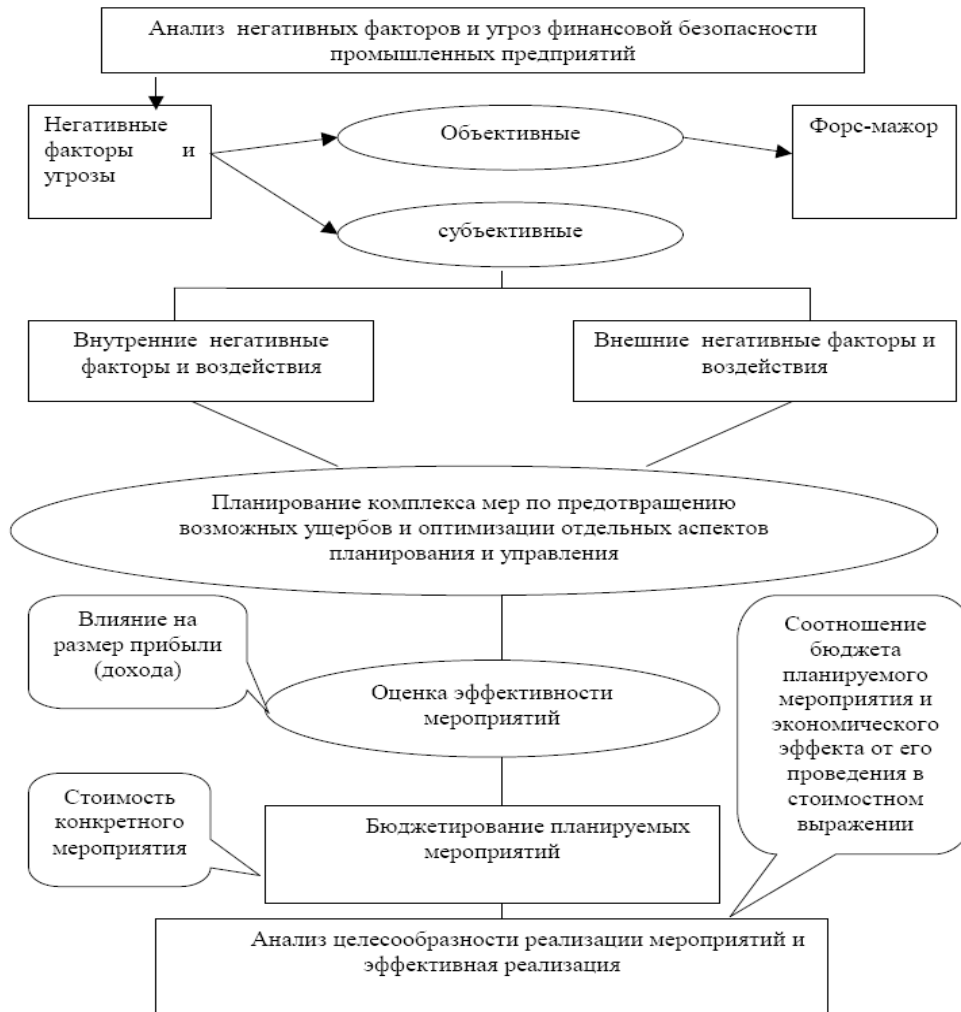 Анализ негативных факторов и угроз финансовой безопасности
промышленных предприятий
Негативные
факторы и
угрозы
Объективные
Форс-мажор
субъективные
Внутренние негативные
факторы и воздействия
Внешние негативные факторы и
воздействия
Планирование комплекса мер по предотвращению
возможных ущербов и оптимизации отдельных аспектов
планирования и управления
Влияние на
размер прибыли
(дохода)
Оценка эффективности
мероприятий
Соотношение
бюджета
планируемого
мероприятия и
экономического
эффекта от его
проведения в
стоимостном
выражении
Стоимость
конкретного
мероприятия
Бюджетирование планируемых
мероприятий
Анализ целесообразности реализации мероприятий и
эффективная реализация